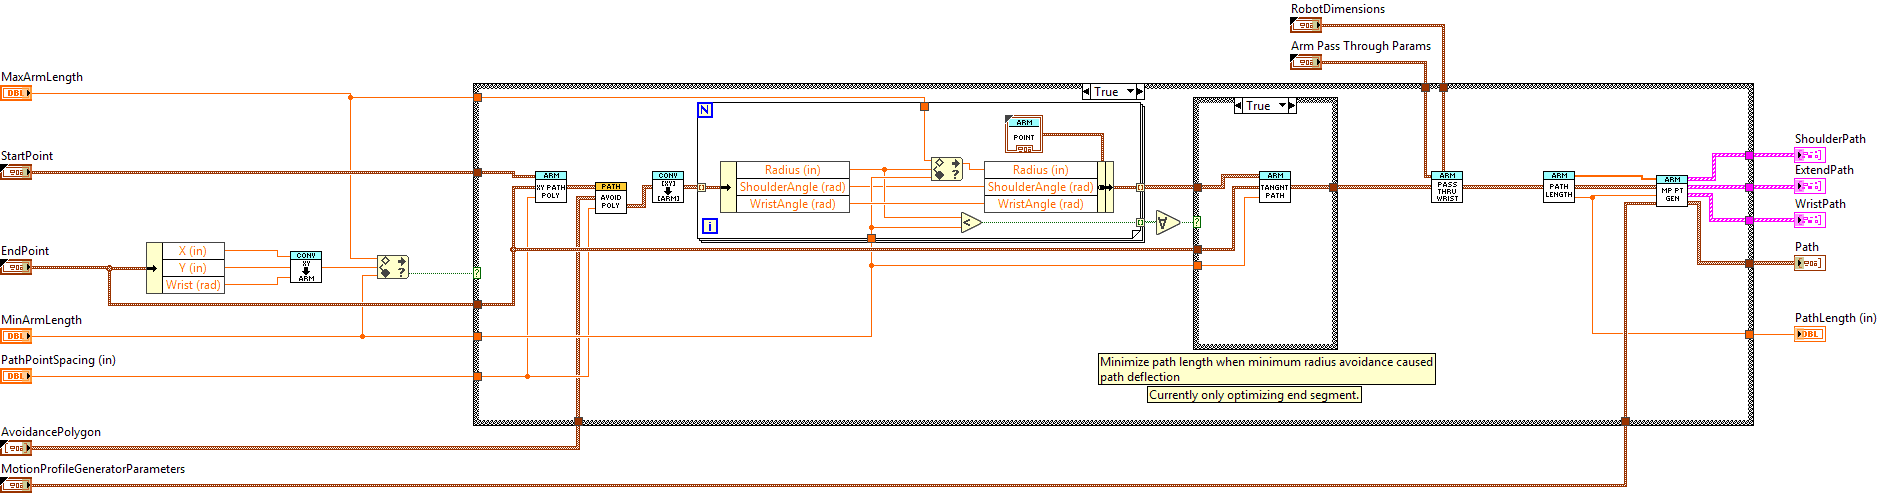 RobotDimensions
Arm Pass Through Params
MaxArmLength
DBL
True
True
N
ARM
POINT
StartPoint
ARM
XY PATH
POLY
PATH
AVOID
POLY
CONV
[XY]
[ARM]
Radius (in)
ShoulderAngle (rad)
WristAngle (rad)
?
Radius (in)
ShoulderAngle (rad)
WristAngle (rad)
i
<
?
ARM
TANGNT
PATH
ARM
PASS
THRU
WRIST
ARM
PATH
LENGTH
ARM
MP PT
GEN
ShoulderPath
ExtendPath
WristPath
Path
EndPoint
X (in)
Y (in)
Wrist (rad)
CONV
XY
ARM
?
?
MinArmLength
DBL
PathLength (in)
DBL
PathPointSpacing (in)
DBL
Minimize path length when minimum radius avoidance caused
path deflection
Currently only optimizing end segment.
AvoidancePolygon
MotionProfileGeneratorParameters